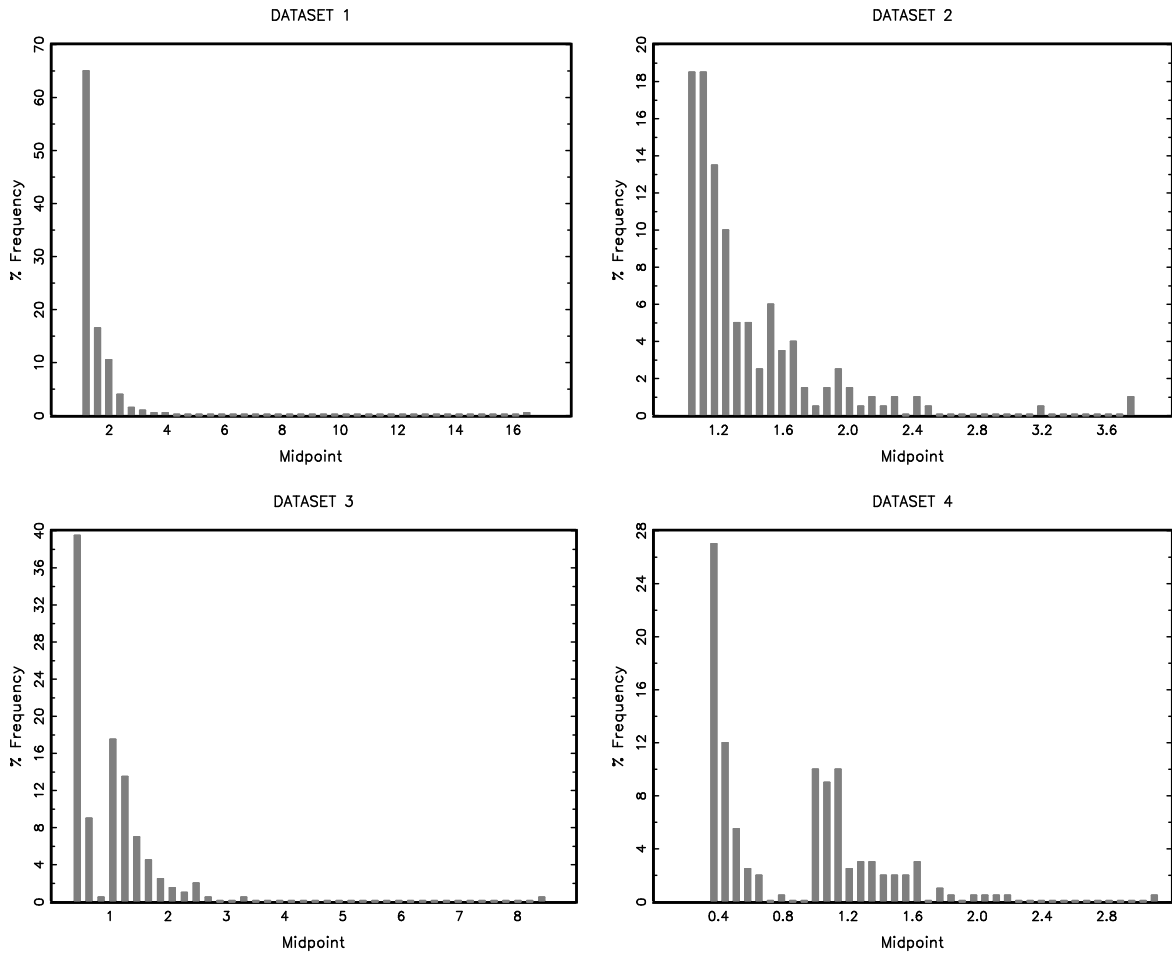 DATASET 1
70
60
50
40
30
20
10
0
% Frequency
2 4 6 8 10 12 14 16
Midpoint
DATASET 2
20
18
16
14
12
10
8
6
4
2
0
% Frequency
1.2 1.6 2.0 2.4 2.8 3.2 3.6
Midpoint
DATASET 3
40
36
32
28
24
20
16
12
8
4
0
% Frequency
1 2 3 4 5 6 7 8
Midpoint
DATASET 4
28
24
20
16
12
8
4
0
% Frequency
0.4 0.8 1.2 1.6 2.0 2.4 2.8
Midpoint